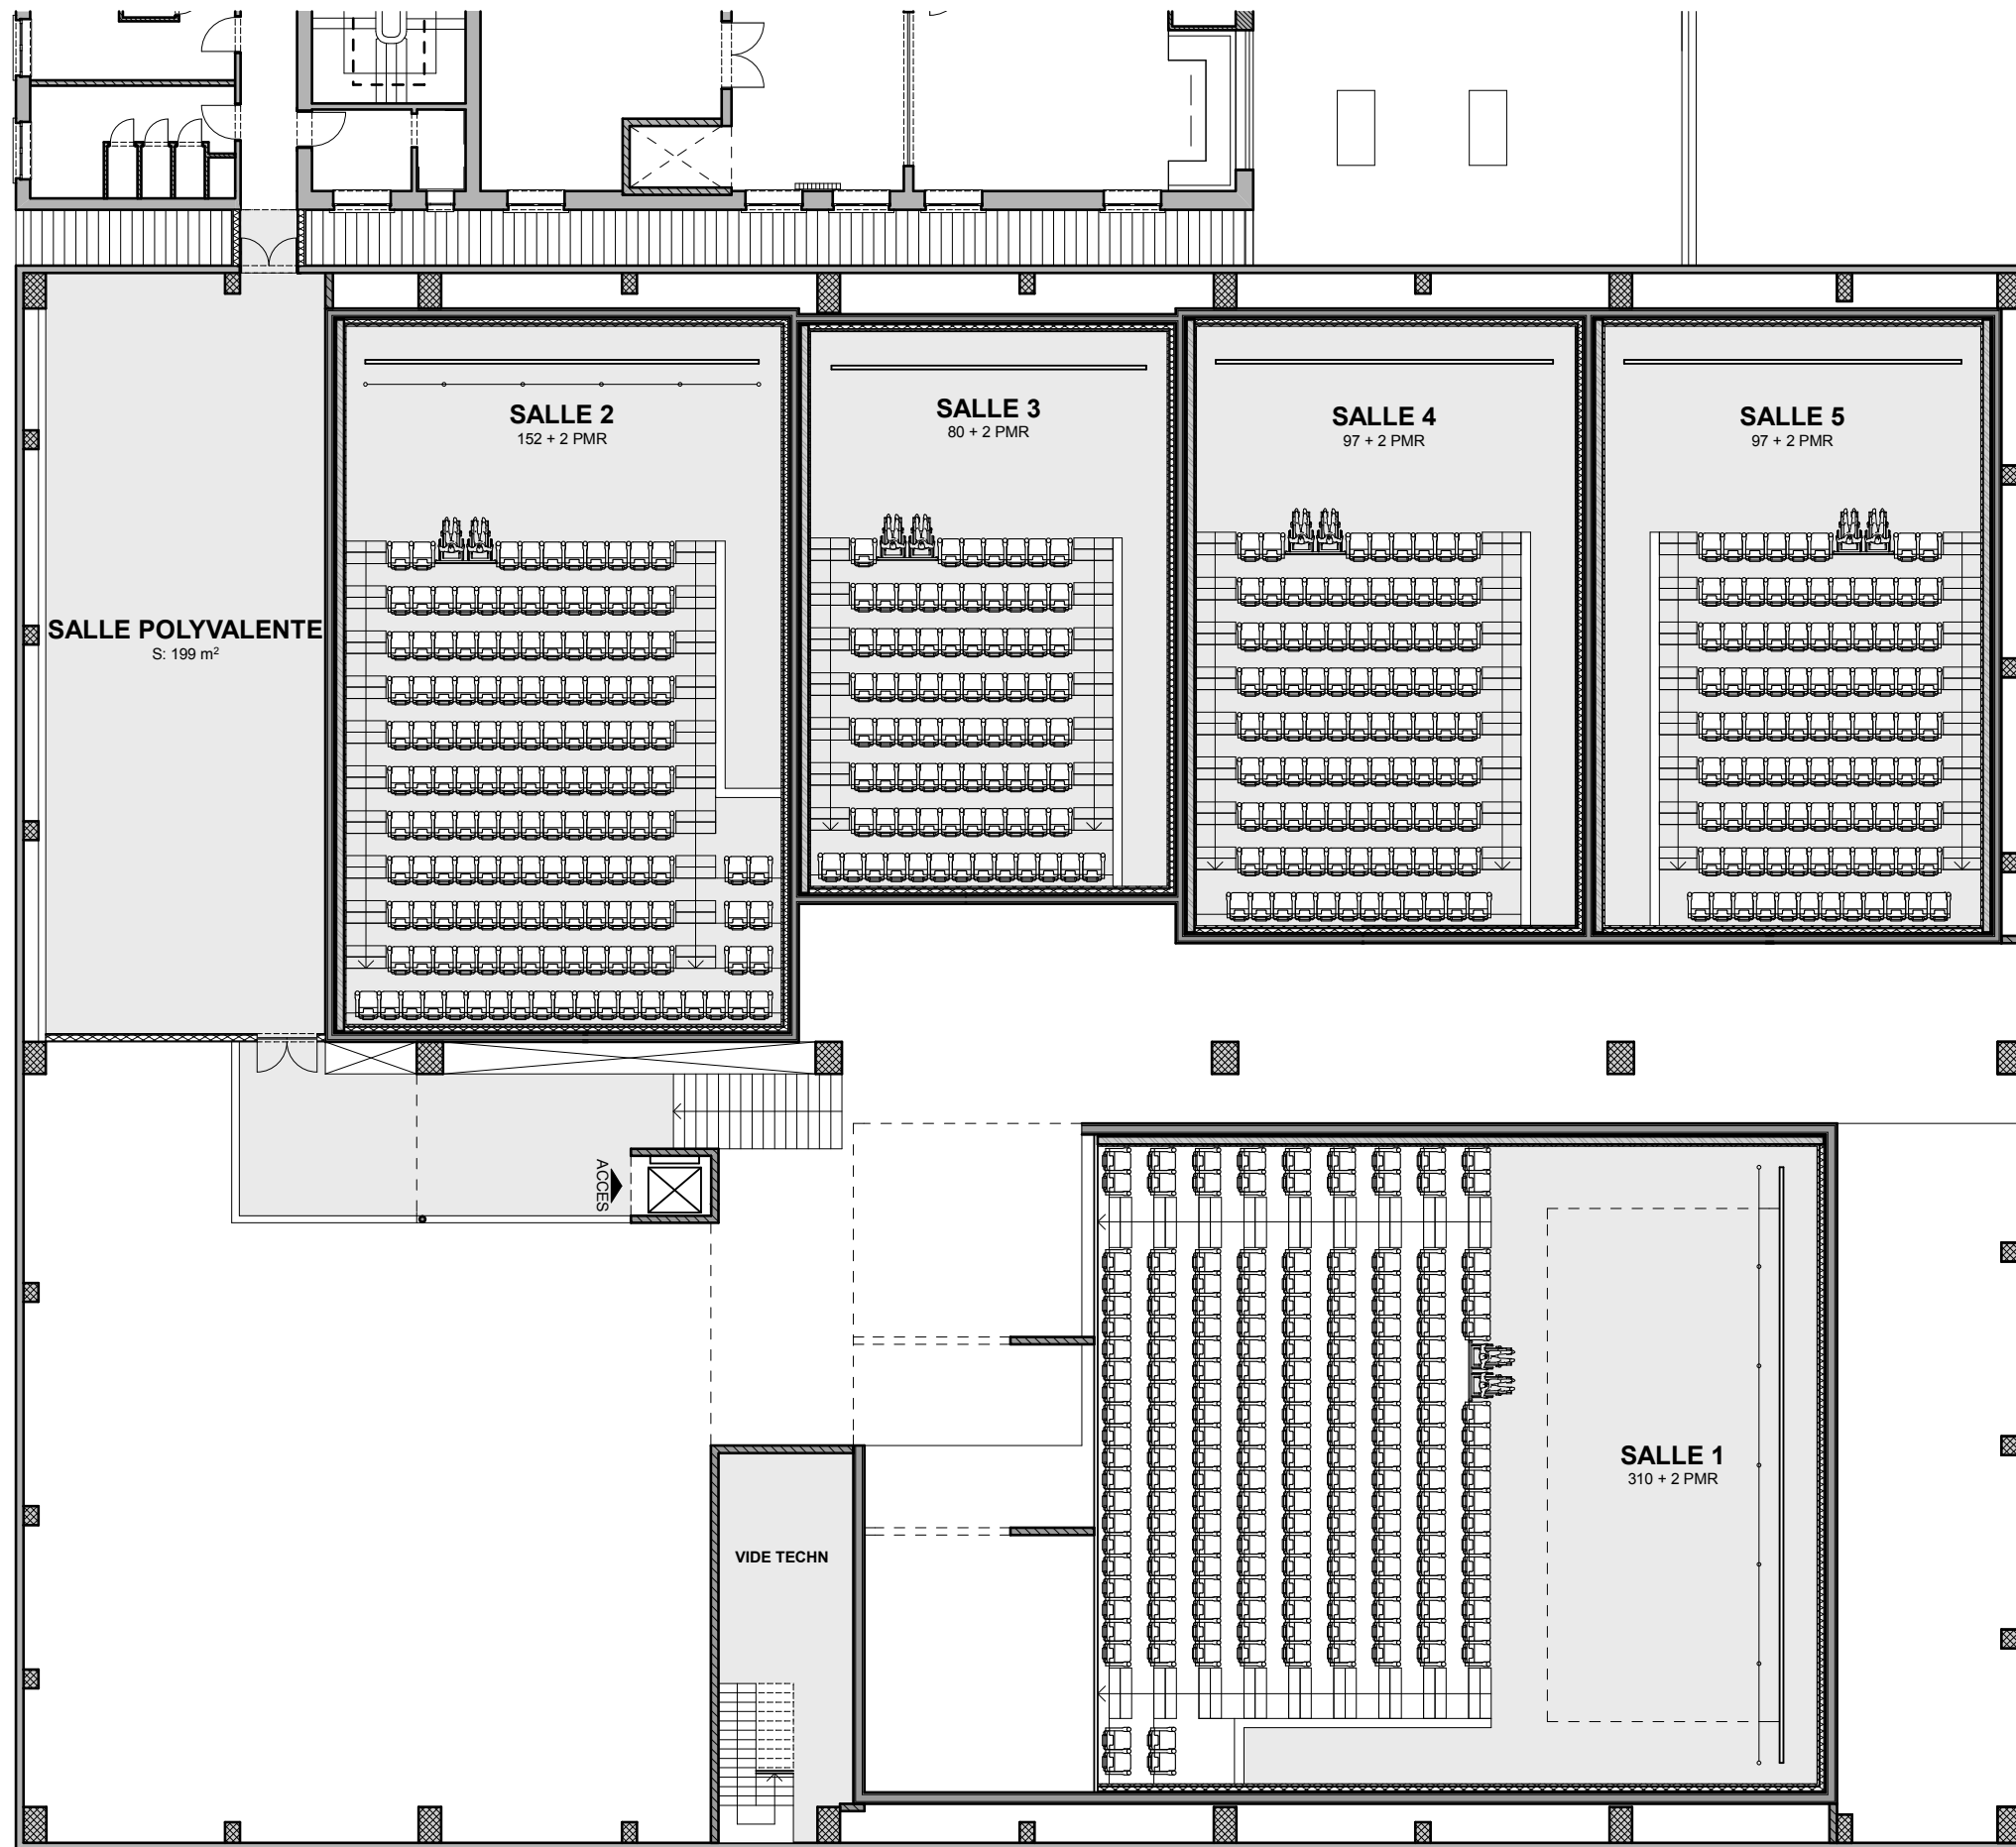 SALLE 2
152 + 2 PMR
SALLE 3
80 + 2 PMR
SALLE 4
97 + 2 PMR
SALLE 5
97 + 2 PMR
SALLE POLYVALENTE
S: 199 m²
ACCES
SALLE 1
310 + 2 PMR
VIDE TECHN